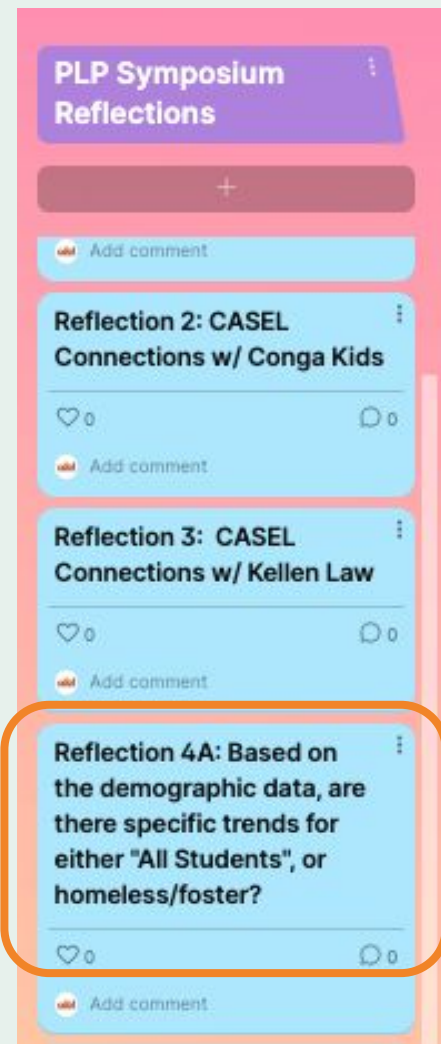 PLP Symposium
Reflections
+
Add comment
Reflection 2: CASEL
Connections w/ Conga Kids
0 0
Add comment
Reflection 3: CASEL
Connections w/ Kellen Law
0 0
Add comment
Reflection 4A: Based on
the demographic data, are
there specific trends for
either "All Students", or
homeless/foster?
0 0
Add comment